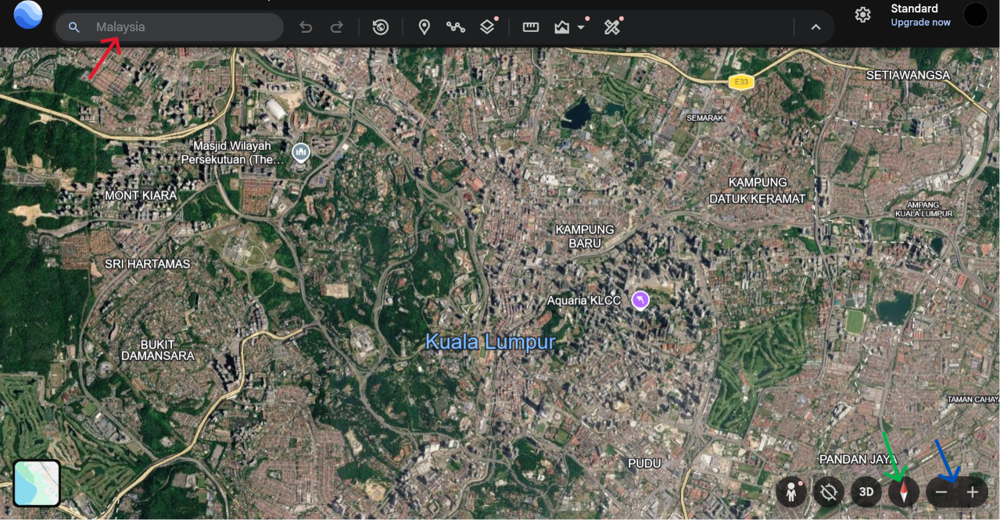 Malaysia
Standard
Upgrade now
E33
SETIAWANGSA
SEMARAK
Masjid Wilayah
Persekutuan (The...
MONT KIARA
KAMPUNG
DATUK KERAMAT
AMPANG,
KUALA LUMPUR
KAMPUNG
BARU
SRI HARTAMAS
Aquaria KLCC
Kuala Lumpur
BUKIT
DAMANSARA
TAMAN CAHAYA
PUDU
PANDAN JAYA
3D